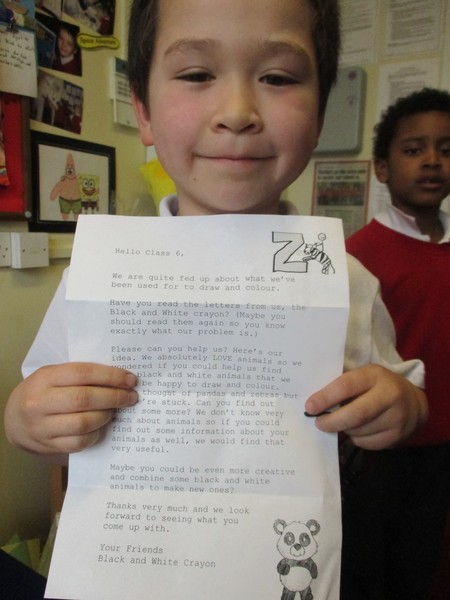 Hello Class 6,
Z
We are quite fed up about what we've
been used for to draw and colour.
Have you read the letters from us, the
Black and White crayon? (Maybe you
should read them again so you know
exactly what our problem is.)
Please can you help us? Here's our
idea. We absolutely LOVE animals so we
wondered if you could help us find
black and white animals that we
be happy to draw and colour.
thought of pandas and zebras but
we're stuck. Can you find out
about some more? We don't know very
much about animals so if you could
find out some information about your
animals as well, we would find that
very useful.
Maybe you could be even more creative
and combine some black and white
animals to make new ones?
Thanks very much and we look
forward to seeing what you
come up with.
Your Friends
Black and White Crayon